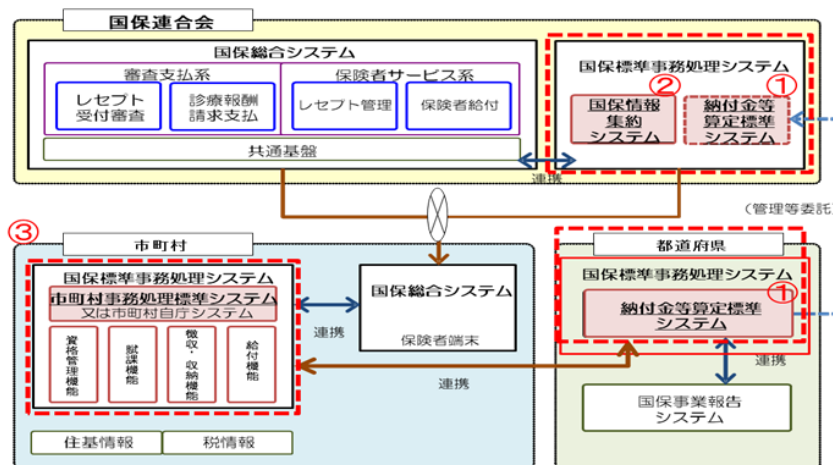 国保連合会
国保総合システム
審査支払系
保険者サービス系
レセプト
受付審査
診療報酬
請求支払
レセプト管理
保険者給付
共通基盤
国保標準事務処理システム
②
①
国保情報
集約
システム
納付金等
算定標準
システム
連携
（管理等委託）
③
市町村
国保標準事務処理システム
市町村事務処理標準システム
又は市町村自庁システム
資格管理機能
賦課機能
徴収・収納機能
給付機能
住基情報
税情報
連携
国保総合システム
保険者端末
連携
都道府県
国保標準事務処理システム
①
納付金等算定標準
システム
連携
国保事業報告
システム